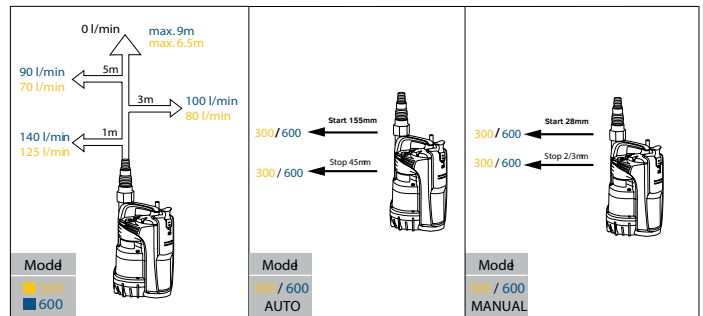 0 l/min
max. 9m
max. 6.5m
90 l/min
70 l/min
5m
3m
100 l/min
80 l/min
140 l/min
125 l/min
1m
Model
300
600
Start 155mm
300/ 600
Stop 45mm
300/ 600
Model
300/ 600
AUTO
Start 28mm
300/ 600
Stop 2/3mm
300/ 600
Model
300/ 600
MANUAL